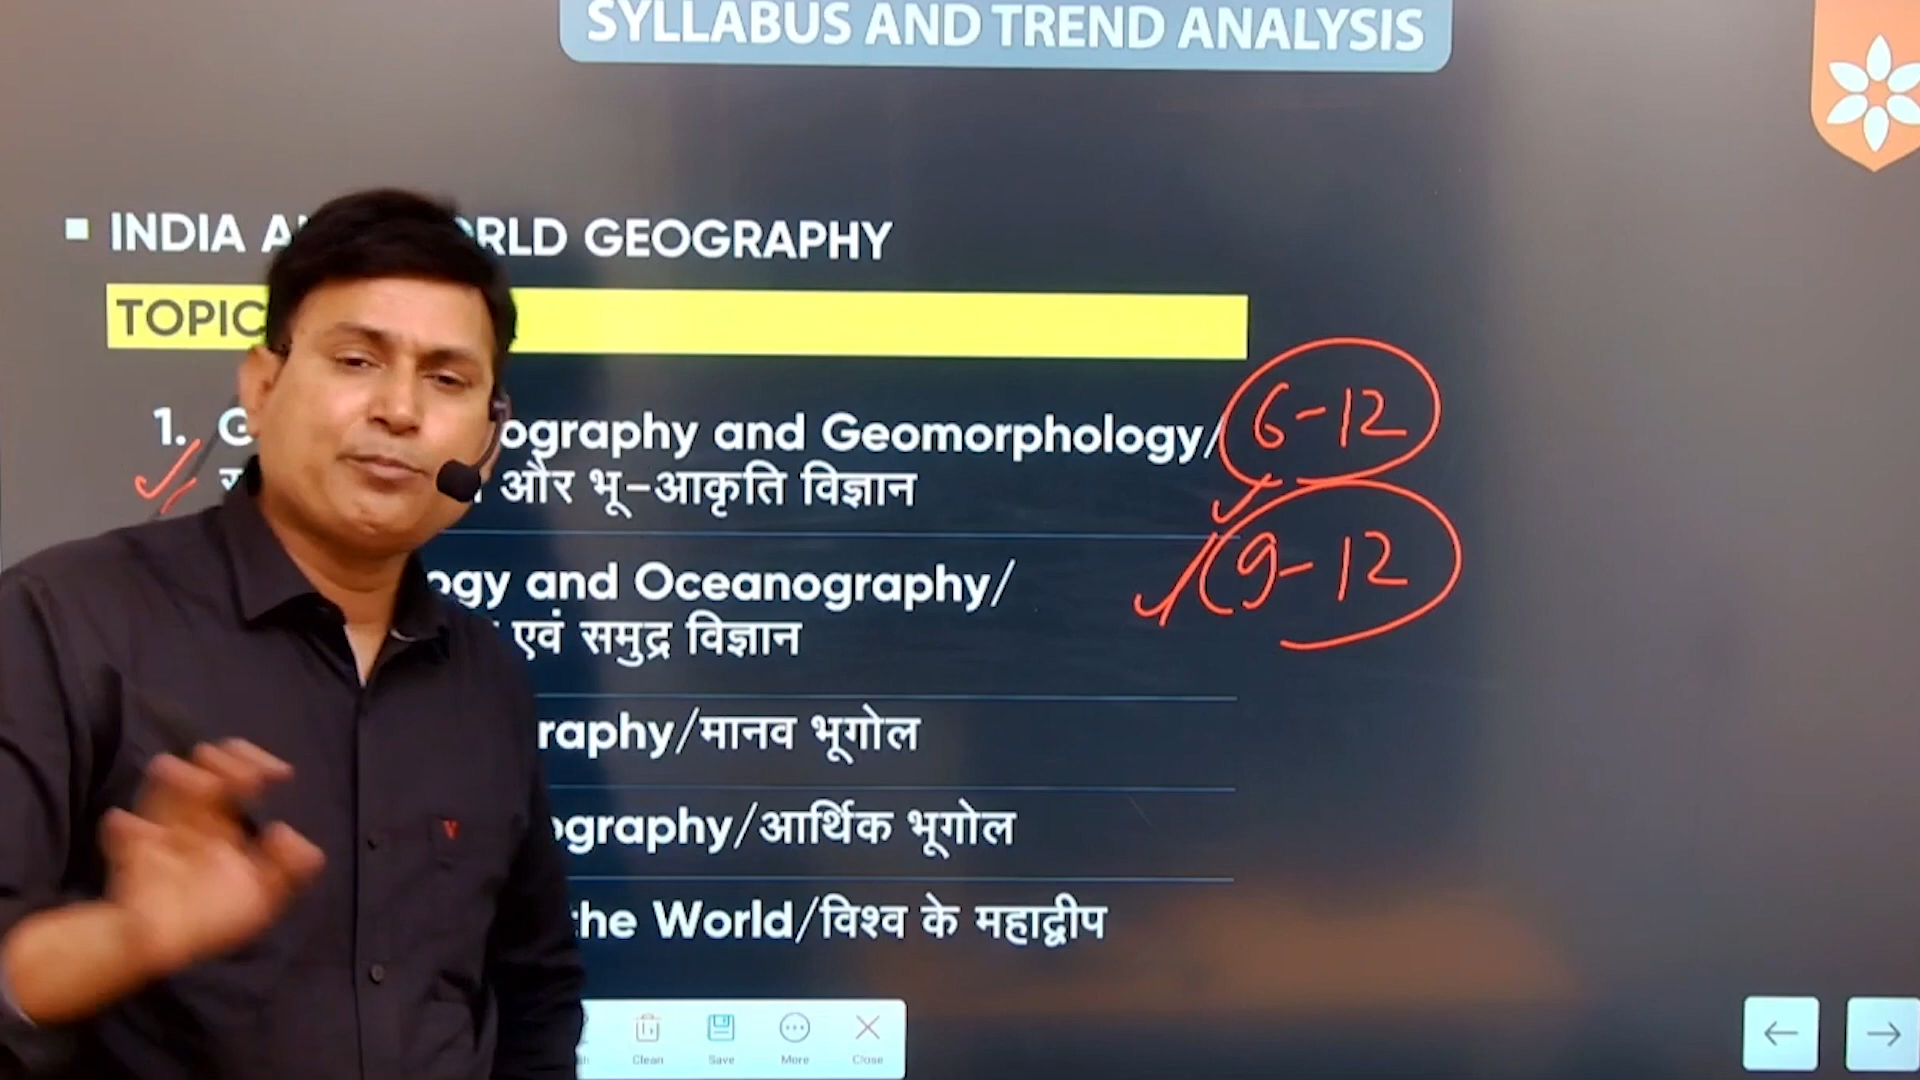 SYLLABUS AND TREND ANALYSIS
INDIA A RLD GEOGRAPHY
TOPIC
1. G ography and Geomorphology/
और भू-आकृति विज्ञान
6-12
9-12
ogy and Oceanography/
एवं समुद्र विज्ञान
raphy/मानव भूगोल
ography/आर्थिक भूगोल
the World/विश्व के महाद्वीप
V
Clean Save More Close